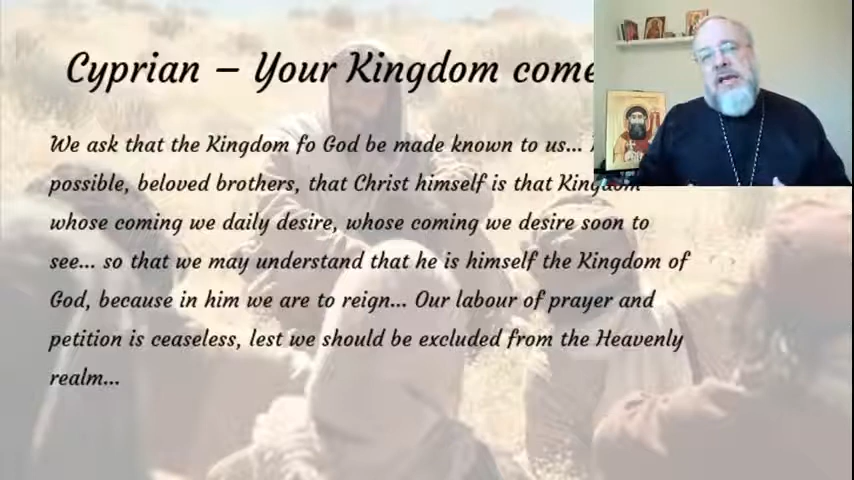 Cyprian – Your Kingdom come
We ask that the Kingdom fo God be made known to us...
possible, beloved brothers, that Christ himself is that Kingdom
whose coming we daily desire, whose coming we desire soon to
see... so that we may understand that he is himself the Kingdom of
God, because in him we are to reign... Our labour of prayer and
petition is ceaseless, lest we should be excluded from the Heavenly
realm...